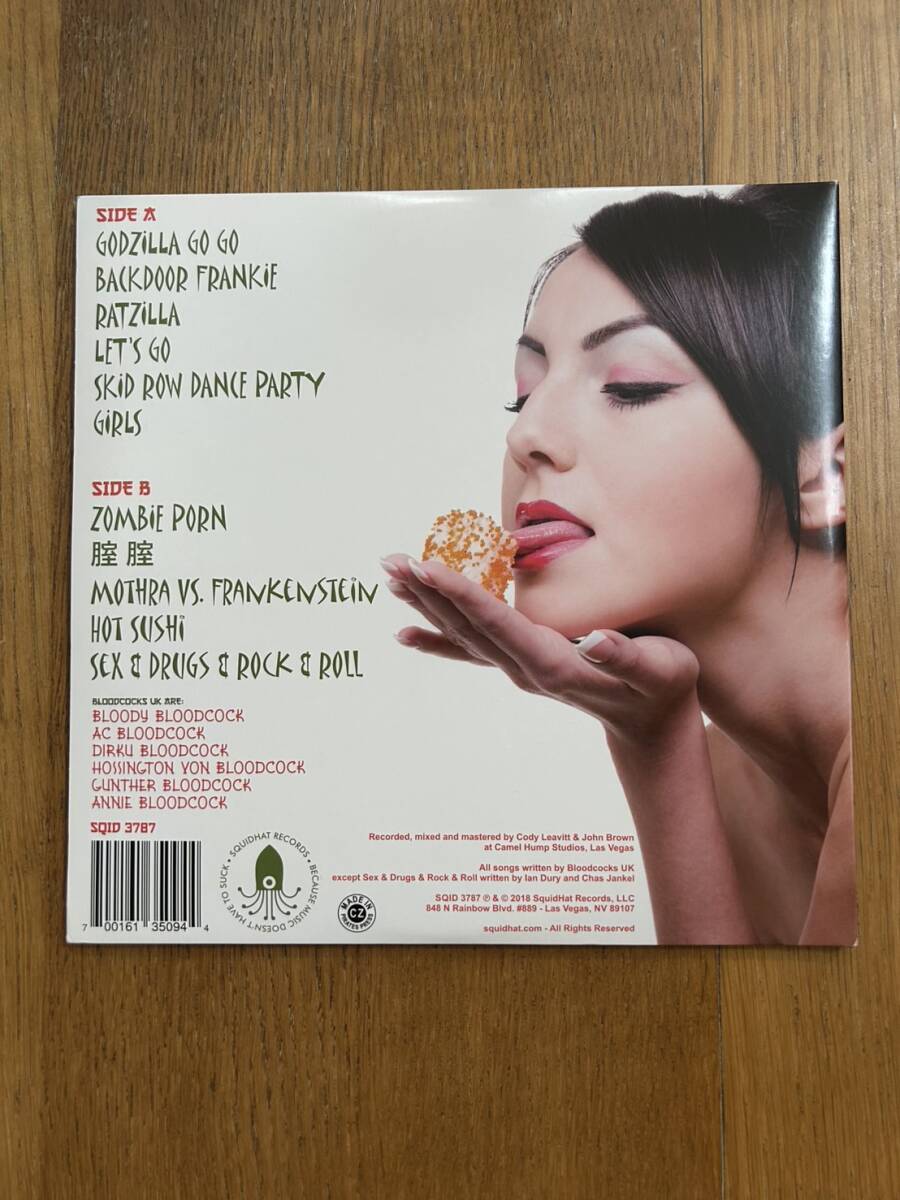 SIDE A
GODZILLA GO GO
BACKDOOR FRANKIE
RATZILLA
LET'S GO
SKID ROW DANCE PARTY
GIRLS
SIDE B
ZOMBIE PORN
膣 膣
MOTHRA VS. FRANKENSTEIN
HOT SUSHI
SEX & DRUGS & ROCK & ROLL
BLOODCOCKS UK ARE:
BLOODY BLOODCOCK
AC BLOODCOCK
DIRKU BLOODCOCK
HOSSINGTON VON BLOODCOCK
GUNTHER BLOODCOCK
ANNIE BLOODCOCK
SQID 3787
7 00161 35094 4
SQUIDHAT RECORDS • BECAUSE MUSIC DOESN'T HAVE TO SUCK •
MADE IN
CZ
PIRATES PRESS
Recorded, mixed and mastered by Cody Leavitt & John Brown
at Camel Hump Studios, Las Vegas
All songs written by Bloodcocks UK
except Sex & Drugs & Rock & Roll written by Ian Dury and Chas Jankel
SQID 3787 ℗ & © 2018 SquidHat Records, LLC
848 N Rainbow Blvd. #889 - Las Vegas, NV 89107
squidhat.com - All Rights Reserved